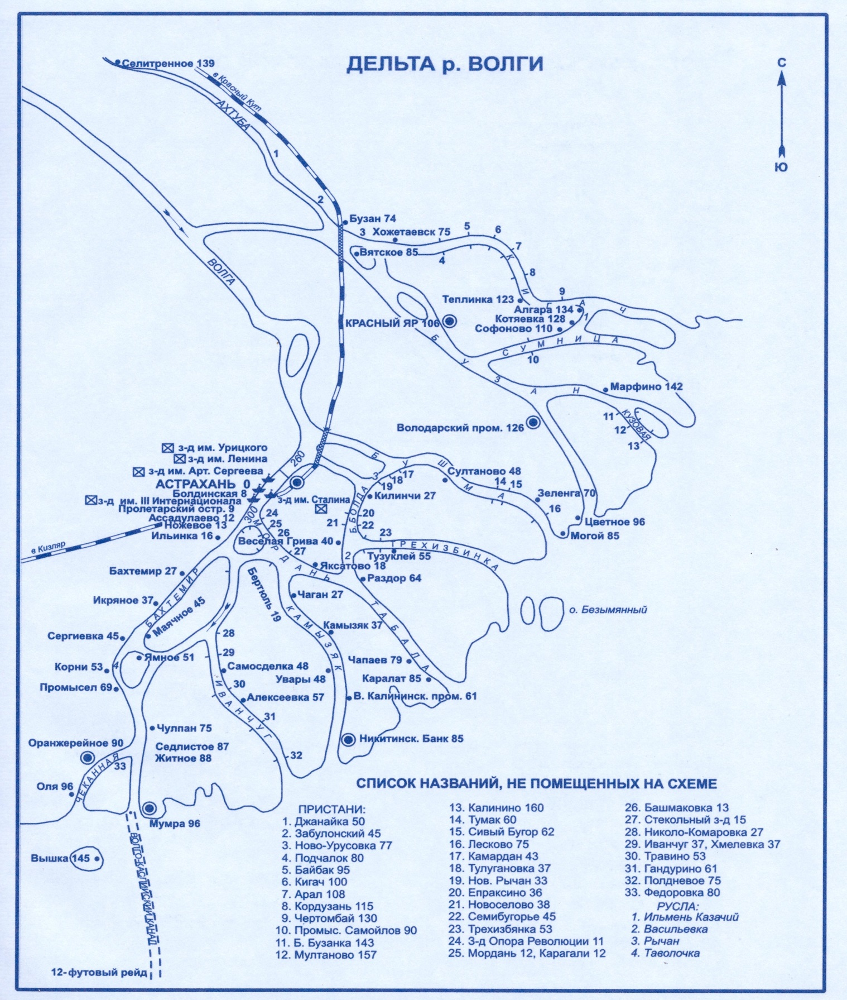 ДЕЛЬТА р. ВОЛГИ
С
Ю
Селитренное 139
в Красный Кут
АХТУБА
1
2
Бузан 74
3
Хожетаевск 75
5
6
7
Вятское 85
4
К И Г А Ч
8
9
ВОЛГА
Теплинка 123
Алгара 134
1
Котяевка 128
КРАСНЫЙ ЯР 106
Софоново 110
Б У З А Н
С У М Н И Ц А
10
Марфино 142
11
КУЗОВАЯ
12
13
Володарский пром. 126
з-д им. Урицкого
260
з-д им. Ленина
з-д им. Арт. Сергеева
АСТРАХАНЬ 0
Болдинская 8
з-д им. III Интернационала
з-д им. Сталина
Пролетарский остр. 9
Ассадулаево 12
Ножевое 13
300
Ильинка 16
в Кизляр
Б У Ш М А
Султаново 48
14
15
17
18
19
3
Килинчи 27
Зеленга 70
16
Б. БОЛДА
20
21
22
23
24
25
26
27
Цветное 96
Могой 85
МОРДАНЬ
Веселая Грива 40
ТРЕХИЗБИНКА
2
Тузуклей 55
Яксатово 18
Раздор 64
Бахтемир 27
Бертюль 19
Чаган 27
Икряное 37
БАХТЕМИР
Маячное 45
КАМЫЗЯК
ТАБАДА
о. Безымянный
Камызяк 37
Сергиевка 45
28
29
Ямное 51
Чапаев 79
Корни 53
4
Самосделка 48
Увары 48
Каралат 85
Промысел 69
30
ИВАНЧУГ
Алексеевка 57
В. Калининск. пром. 61
31
Чулпан 75
Никитинск. Банк 85
Оранжерейное 90
Седлистое 87
Житное 88
32
33
ЧЕКАННАЯ
Оля 96
Мумра 96
Вышка 145
ВОЛГО-КАСПИЙСКИЙ КАНАЛ
12-футовый рейд
СПИСОК НАЗВАНИЙ, НЕ ПОМЕЩЕННЫХ НА СХЕМЕ
ПРИСТАНИ:
1. Джанайка 50
2. Забулонский 45
3. Ново-Урусовка 77
4. Подчалок 80
5. Байбак 95
6. Кигач 100
7. Арал 108
8. Кордузань 115
9. Чертомбай 130
10. Промыс. Самойлов 90
11. Б. Бузанка 143
12. Мултаново 157
13. Калинино 160
14. Тумак 60
15. Сивый Бугор 62
16. Лесково 75
17. Камардан 43
18. Тулугановка 37
19. Нов. Рычан 33
20. Епраксино 36
21. Новоселово 38
22. Семибугорье 45
23. Трехизбянка 53
24. З-д Опора Революции 11
25. Мордань 12, Карагали 12
26. Башмаковка 13
27. Стекольный з-д 15
28. Николо-Комаровка 27
29. Иванчуг 37, Хмелевка 37
30. Травино 53
31. Гандурино 61
32. Полдневое 75
33. Федоровка 80
РУСЛА:
1. Ильмень Казачий
2. Васильевка
3. Рычан
4. Таволочка